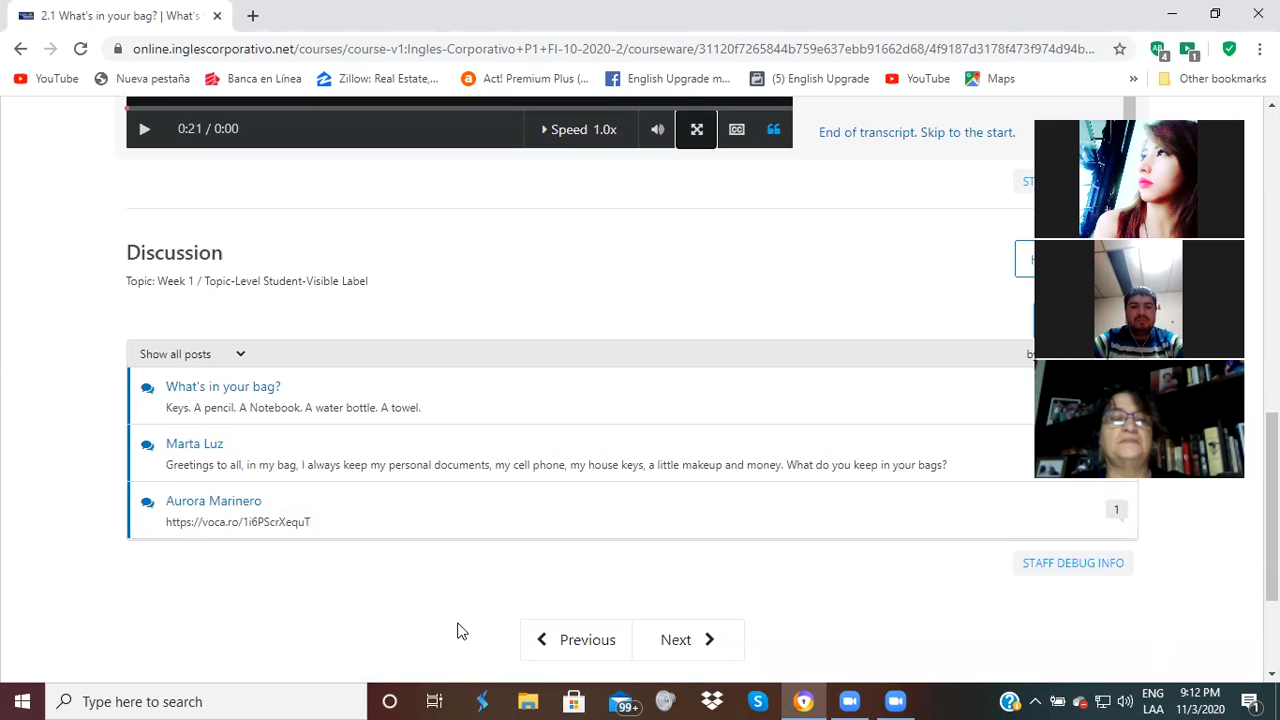 2.1 What's in your bag? | What's
online.inglescorporativo.net/courses/course-v1:Ingles-Corporativo+P1+FI-10-2020-2/courseware/31120f7265844b759e637ebb91662d68/4f9187d3178f473f974d94b...
4
1
YouTube
Nueva pestaña
Banca en Línea
Zillow: Real Estate,...
Act! Premium Plus (...
English Upgrade m...
(5) English Upgrade
YouTube
Maps
»
Other bookmarks
0:21 / 0:00
Speed 1.0x
End of transcript. Skip to the start.
ST
Discussion
Topic: Week 1 / Topic-Level Student-Visible Label
Show all posts
by
What's in your bag?
Keys. A pencil. A Notebook. A water bottle. A towel.
Marta Luz
Greetings to all, in my bag, I always keep my personal documents, my cell phone, my house keys, a little makeup and money. What do you keep in your bags?
Aurora Marinero
1
https://voca.ro/1i6PScrXequT
STAFF DEBUG INFO
Previous
Next
Type here to search
99+
ENG
LAA
9:12 PM
11/3/2020
1